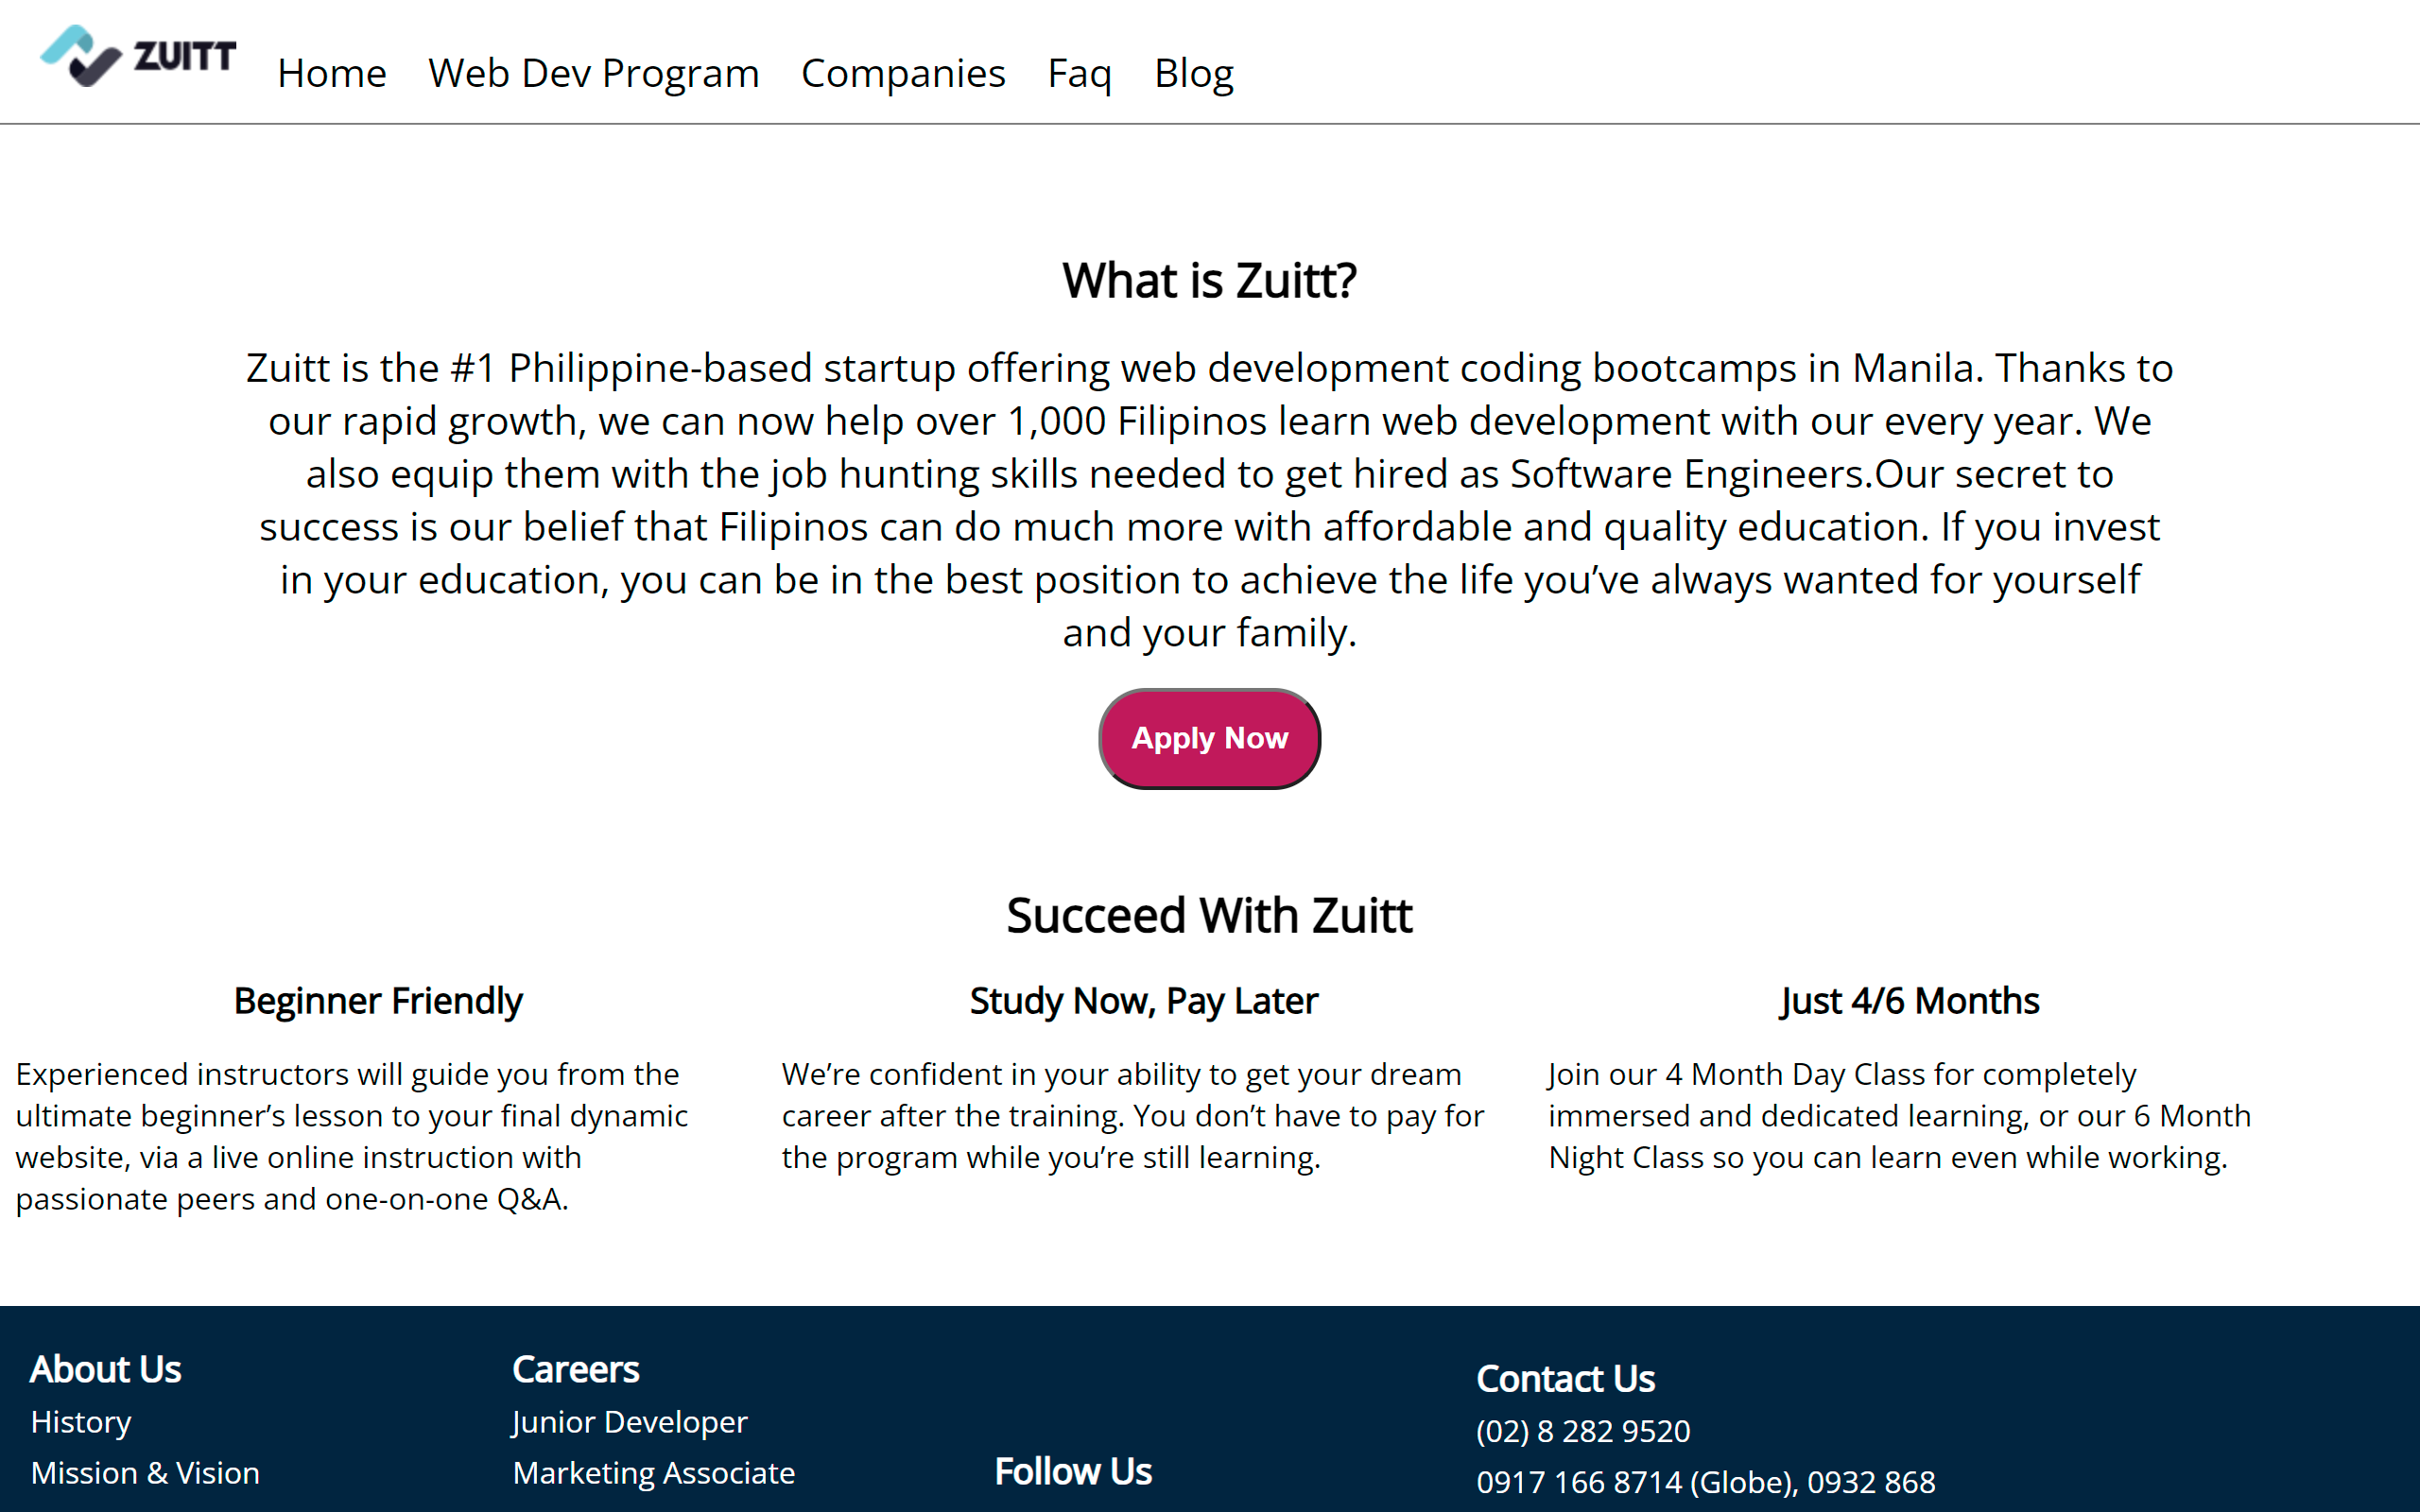 ZUITT
Home Web Dev Program Companies Faq Blog
What is Zuitt?
Zuitt is the #1 Philippine-based startup offering web development coding bootcamps in Manila. Thanks to
our rapid growth, we can now help over 1,000 Filipinos learn web development with our every year. We
also equip them with the job hunting skills needed to get hired as Software Engineers.Our secret to
success is our belief that Filipinos can do much more with affordable and quality education. If you invest
in your education, you can be in the best position to achieve the life you’ve always wanted for yourself
and your family.
Apply Now
Succeed With Zuitt
Beginner Friendly
Experienced instructors will guide you from the
ultimate beginner’s lesson to your final dynamic
website, via a live online instruction with
passionate peers and one-on-one Q&A.
Study Now, Pay Later
We’re confident in your ability to get your dream
career after the training. You don’t have to pay for
the program while you’re still learning.
Just 4/6 Months
Join our 4 Month Day Class for completely
immersed and dedicated learning, or our 6 Month
Night Class so you can learn even while working.
About Us
History
Mission & Vision
Careers
Junior Developer
Marketing Associate
Follow Us
Contact Us
(02) 8 282 9520
0917 166 8714 (Globe), 0932 868